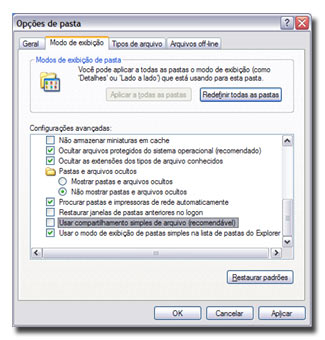 Opções de pasta
Geral
Modo de exibição
Tipos de arquivo
Arquivos off-line
Modos de exibição de pasta
Você pode aplicar a todas as pastas o modo de exibição (como
'Detalhes' ou 'Lado a lado') que está usando para esta pasta.
Aplicar a todas as pastas
Redefinir todas as pastas
Configurações avançadas:
Não armazenar miniaturas em cache
Ocultar arquivos protegidos do sistema operacional (recomendado)
Ocultar as extensões dos tipos de arquivo conhecidos
Pastas e arquivos ocultos
Mostrar pastas e arquivos ocultos
Não mostrar pastas e arquivos ocultos
Procurar pastas e impressoras de rede automaticamente
Restaurar janelas de pastas anteriores no logon
Usar compartilhamento simples de arquivo (recomendável)
Usar o modo de exibição de pastas simples na lista de pastas do Explorer
Restaurar padrões
OK
Cancelar
Aplicar